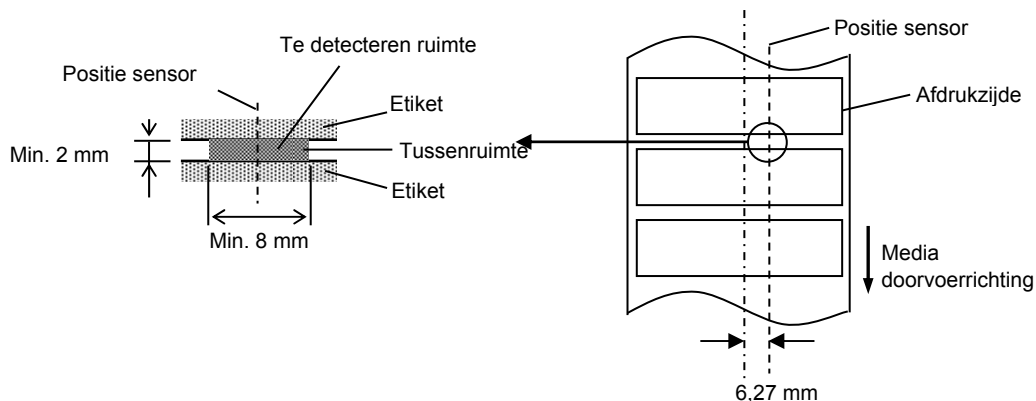 Te detecteren ruimte
Positie sensor
Etiket
Min. 2 mm
Tussenruimte
Etiket
Min. 8 mm
Positie sensor
Afdrukzijde
Media
doorvoerrichting
6,27 mm